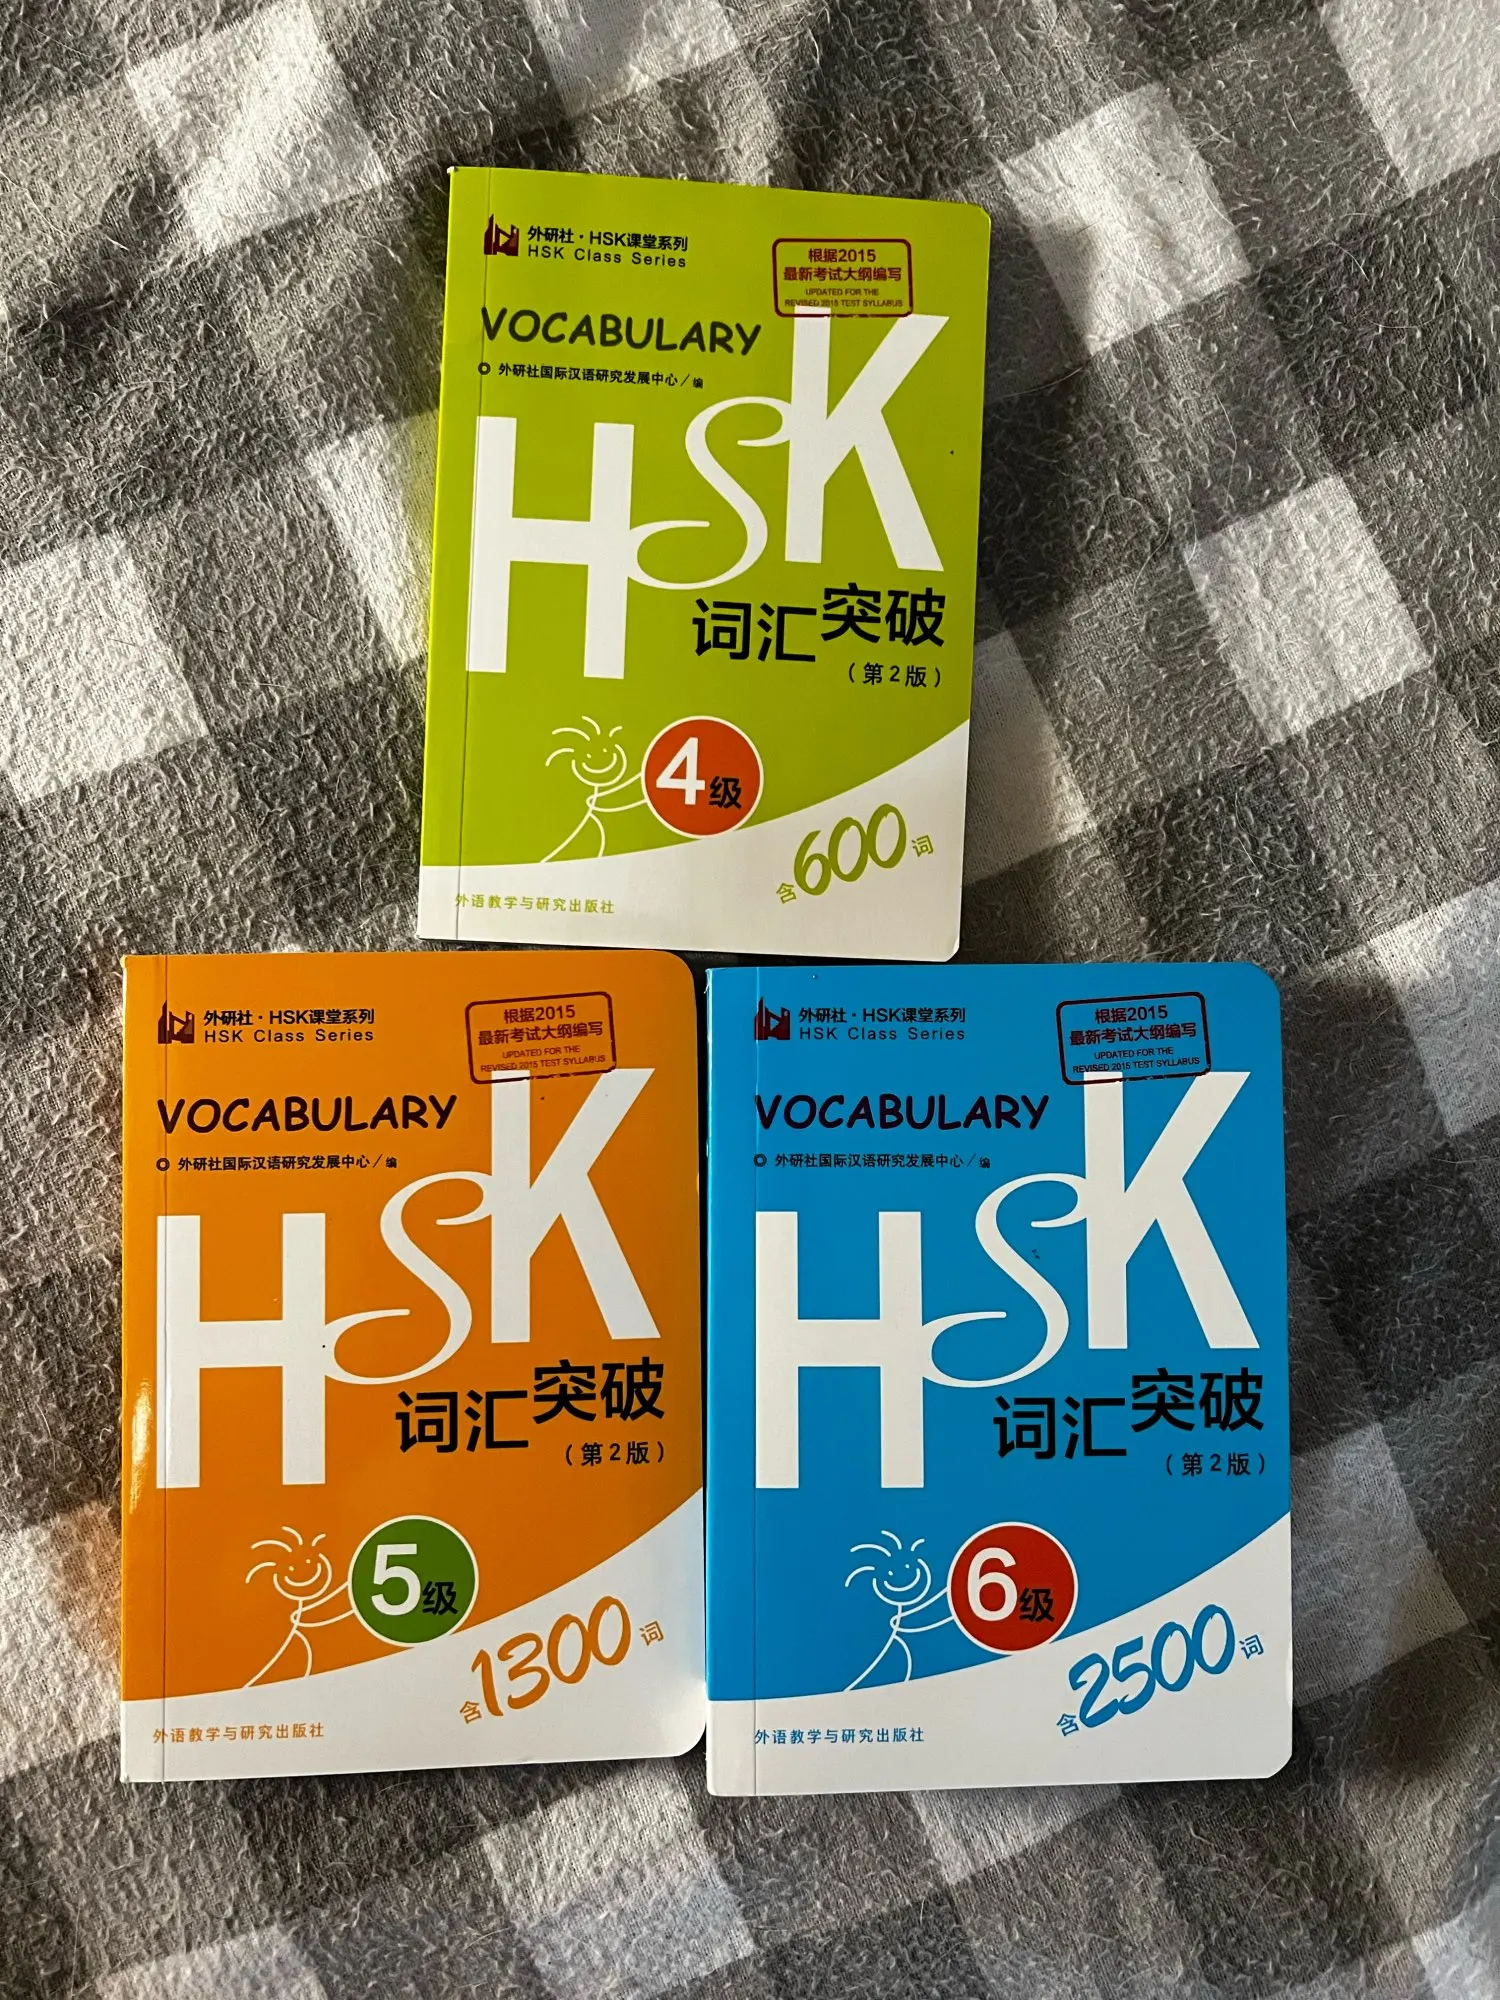 外研社·HSK课堂系列
HSK Class Series
根据2015
最新考试大纲编写
UPDATED FOR THE
REVISED 2015 TEST SYLLABUS
VOCABULARY
外研社国际汉语研究发展中心/编
HSK
词汇突破
(第2版)
4级
含600词
外语教学与研究出版社
外研社·HSK课堂系列
HSK Class Series
根据2015
最新考试大纲编写
UPDATED FOR THE
REVISED 2015 TEST SYLLABUS
VOCABULARY
外研社国际汉语研究发展中心/编
HSK
词汇突破
(第2版)
5级
含1300词
外语教学与研究出版社
外研社·HSK课堂系列
HSK Class Series
根据2015
最新考试大纲编写
UPDATED FOR THE
REVISED 2015 TEST SYLLABUS
VOCABULARY
外研社国际汉语研究发展中心/编
HSK
词汇突破
(第2版)
6级
含2500词
外语教学与研究出版社